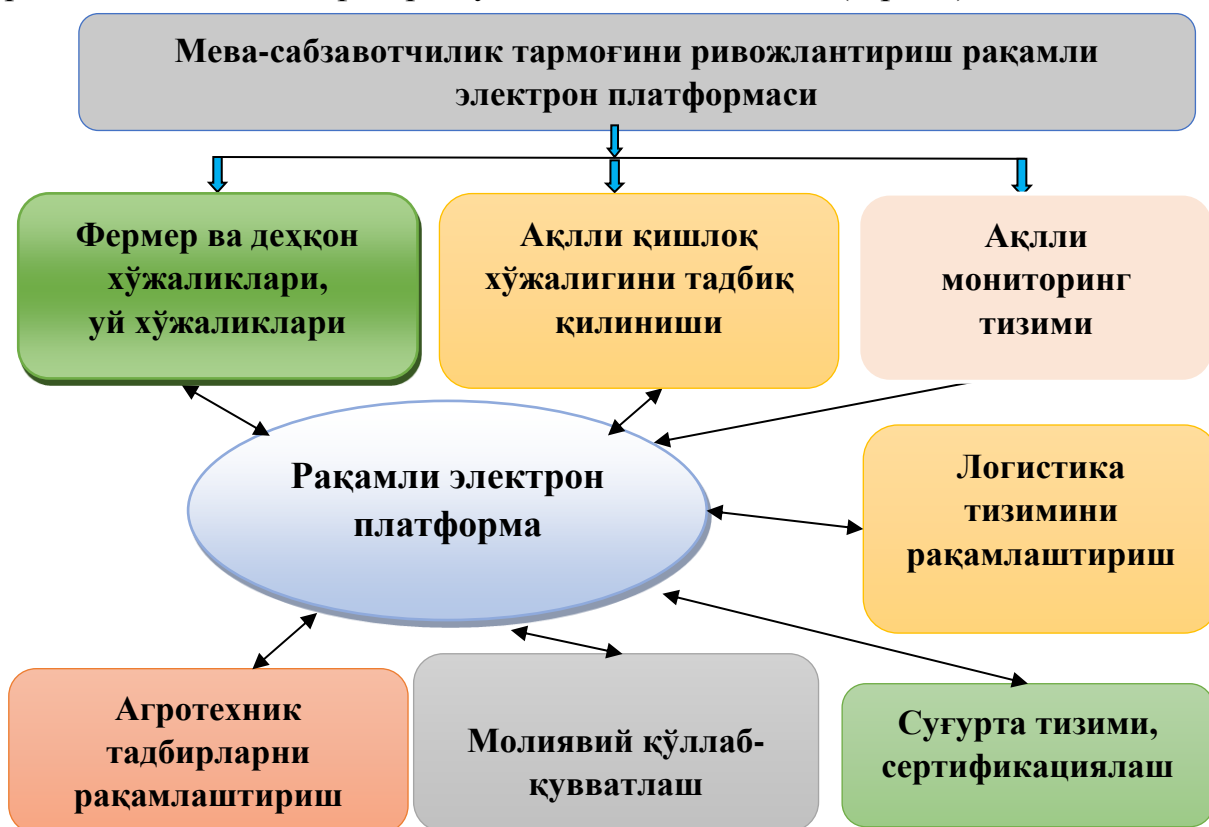 Мева-сабзавотчилик тармоғини ривожлантириш рақамли
электрон платформаси
Фермер ва деҳқон
хўжаликлари,
уй хўжаликлари
Ақлли қишлоқ
хўжалигини тадбиқ
қилиниши
Ақлли
мониторинг
тизими
Рақамли электрон
платформа
Логистика
тизимини
рақамлаштириш
Агротехник
тадбирларни
рақамлаштириш
Молиявий қўллаб-
қувватлаш
Суғурта тизими,
сертификациялаш